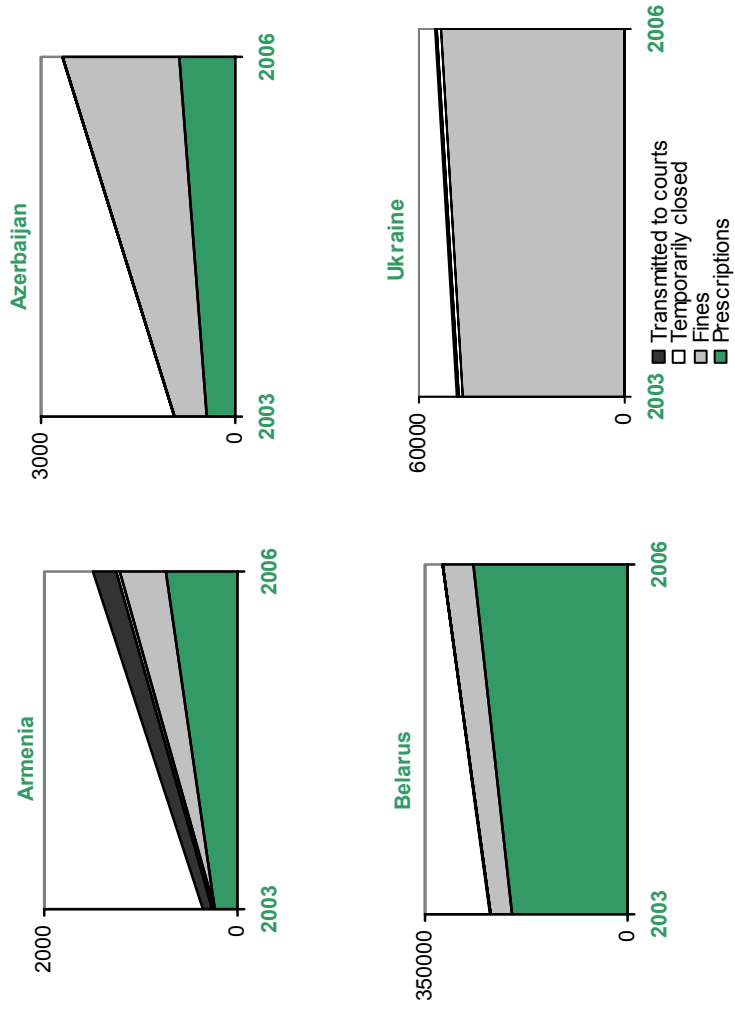 Armenia
2000
0
2003
2006
Azerbaijan
3000
0
2003
2006
Belarus
350000
0
2003
2006
Ukraine
60000
0
2003
2006
Transmitted to courts
Temporarily closed
Fines
Prescriptions